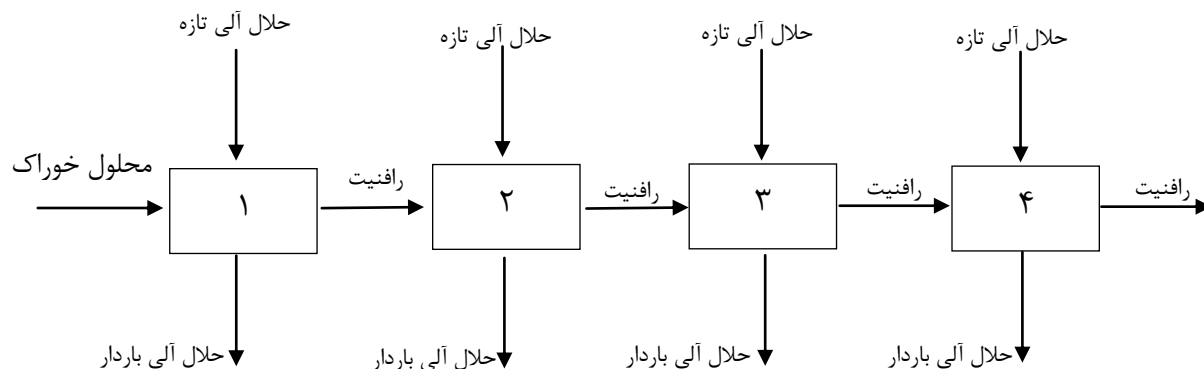 حلال آلی تازه
حلال آلی تازه
حلال آلی تازه
حلال آلی تازه
محلول خوراک
۱
رافنیت
۲
رافنیت
۳
رافنیت
۴
رافنیت
حلال آلی باردار
حلال آلی باردار
حلال آلی باردار
حلال آلی باردار